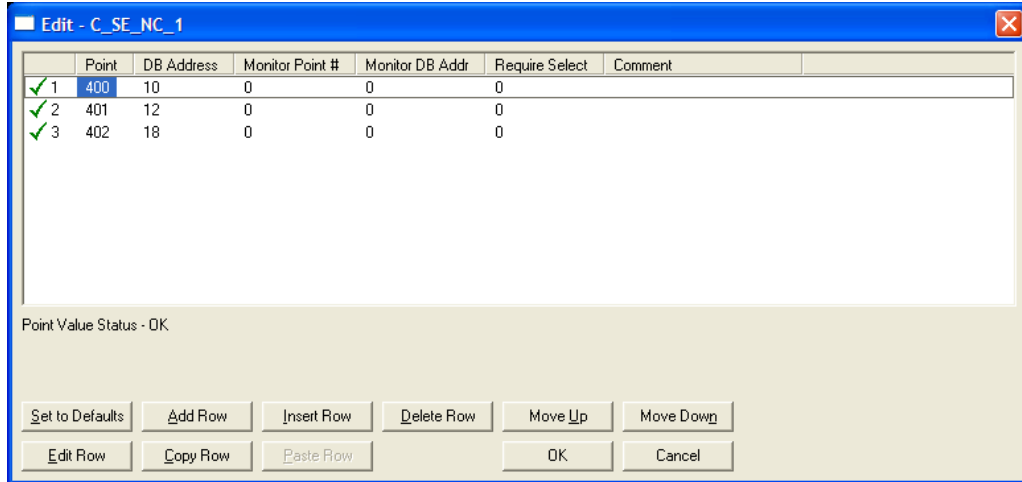 Edit - C_SE_NC_1
Point DB Address Monitor Point # Monitor DB Addr Require Select Comment
1 400 10 0 0 0
2 401 12 0 0 0
3 402 18 0 0 0
Point Value Status - OK
Set to Defaults Add Row Insert Row Delete Row Move Up Move Down
Edit Row Copy Row Paste Row OK Cancel